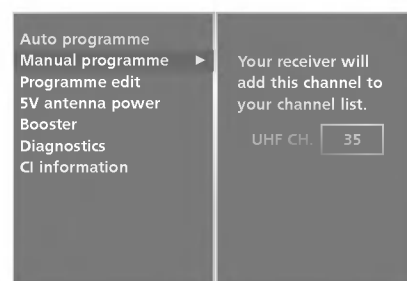 Auto programme
Manual programme ►
Programme edit
5V antenna power
Booster
Diagnostics
CI information
Your receiver will
add this channel to
your channel list.
UHF CH. 35